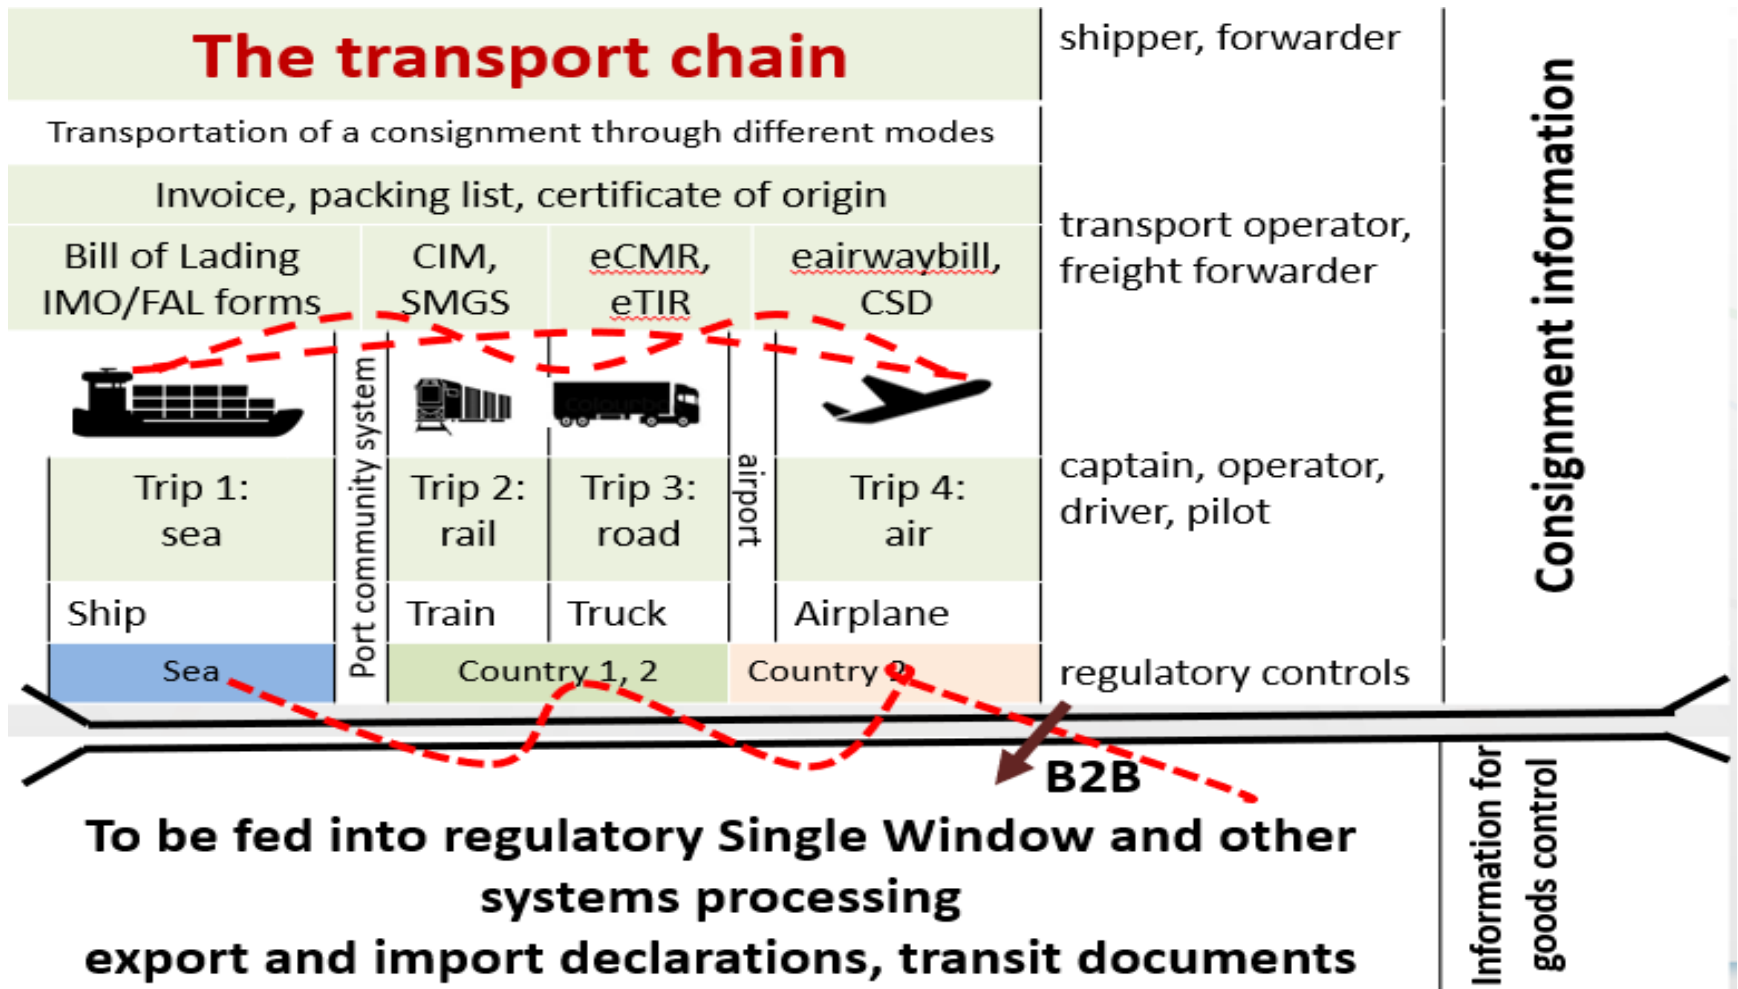 The transport chain
shipper, forwarder
Transportation of a consignment through different modes
Invoice, packing list, certificate of origin
Bill of Lading
IMO/FAL forms
CIM,
SMGS
eCMR,
eTIR
eairwaybill,
CSD
transport operator,
freight forwarder
Port community system
airport
Trip 1:
sea
Trip 2:
rail
Trip 3:
road
Trip 4:
air
captain, operator,
driver, pilot
Ship
Train
Truck
Airplane
Sea
Country 1, 2
Country
regulatory controls
Consignment information
B2B
To be fed into regulatory Single Window and other
systems processing
export and import declarations, transit documents
Information for
goods control